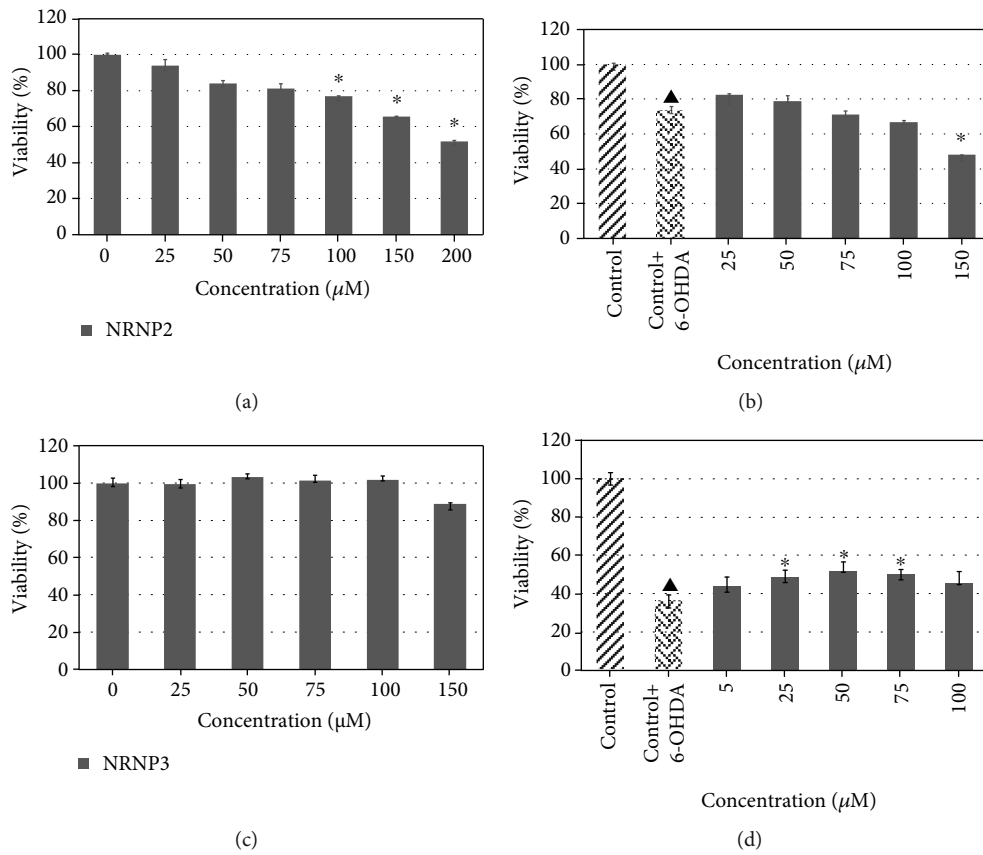 120
100
80
60
40
20
0
Viability (%)
*
*
*
0 25 50 75 100 150 200
Concentration (μM)
NRNP2
(a)
120
100
80
60
40
20
0
Viability (%)
▲
*
Control
Control+
6-OHDA
25
50
75
100
150
Concentration (μM)
(b)
120
100
80
60
40
20
0
Viability (%)
0 25 50 75 100 150
Concentration (μM)
NRNP3
(c)
120
100
80
60
40
20
0
Viability (%)
▲
*
*
*
Control
Control+
6-OHDA
5
25
50
75
100
Concentration (μM)
(d)